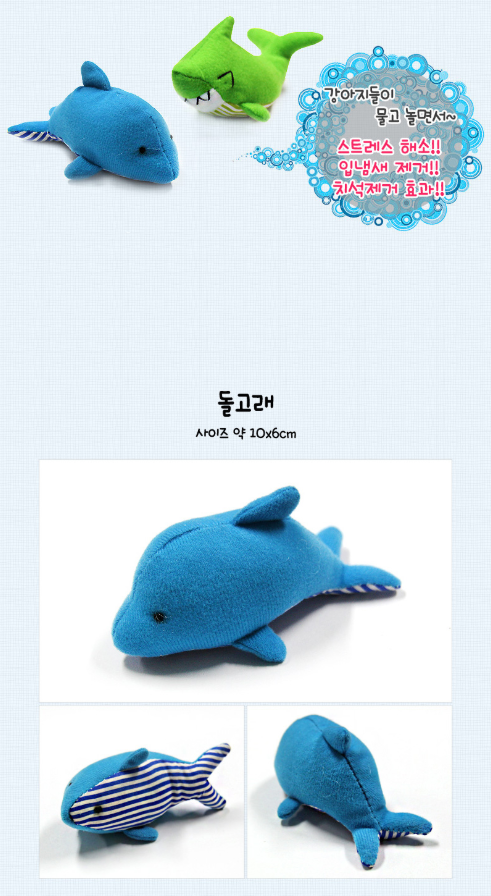 강아지들이
물고 놀면서~
스트레스 해소!!
입냄새 제거!!
치석제거 효과!!
돌고래
사이즈 약 10x6cm